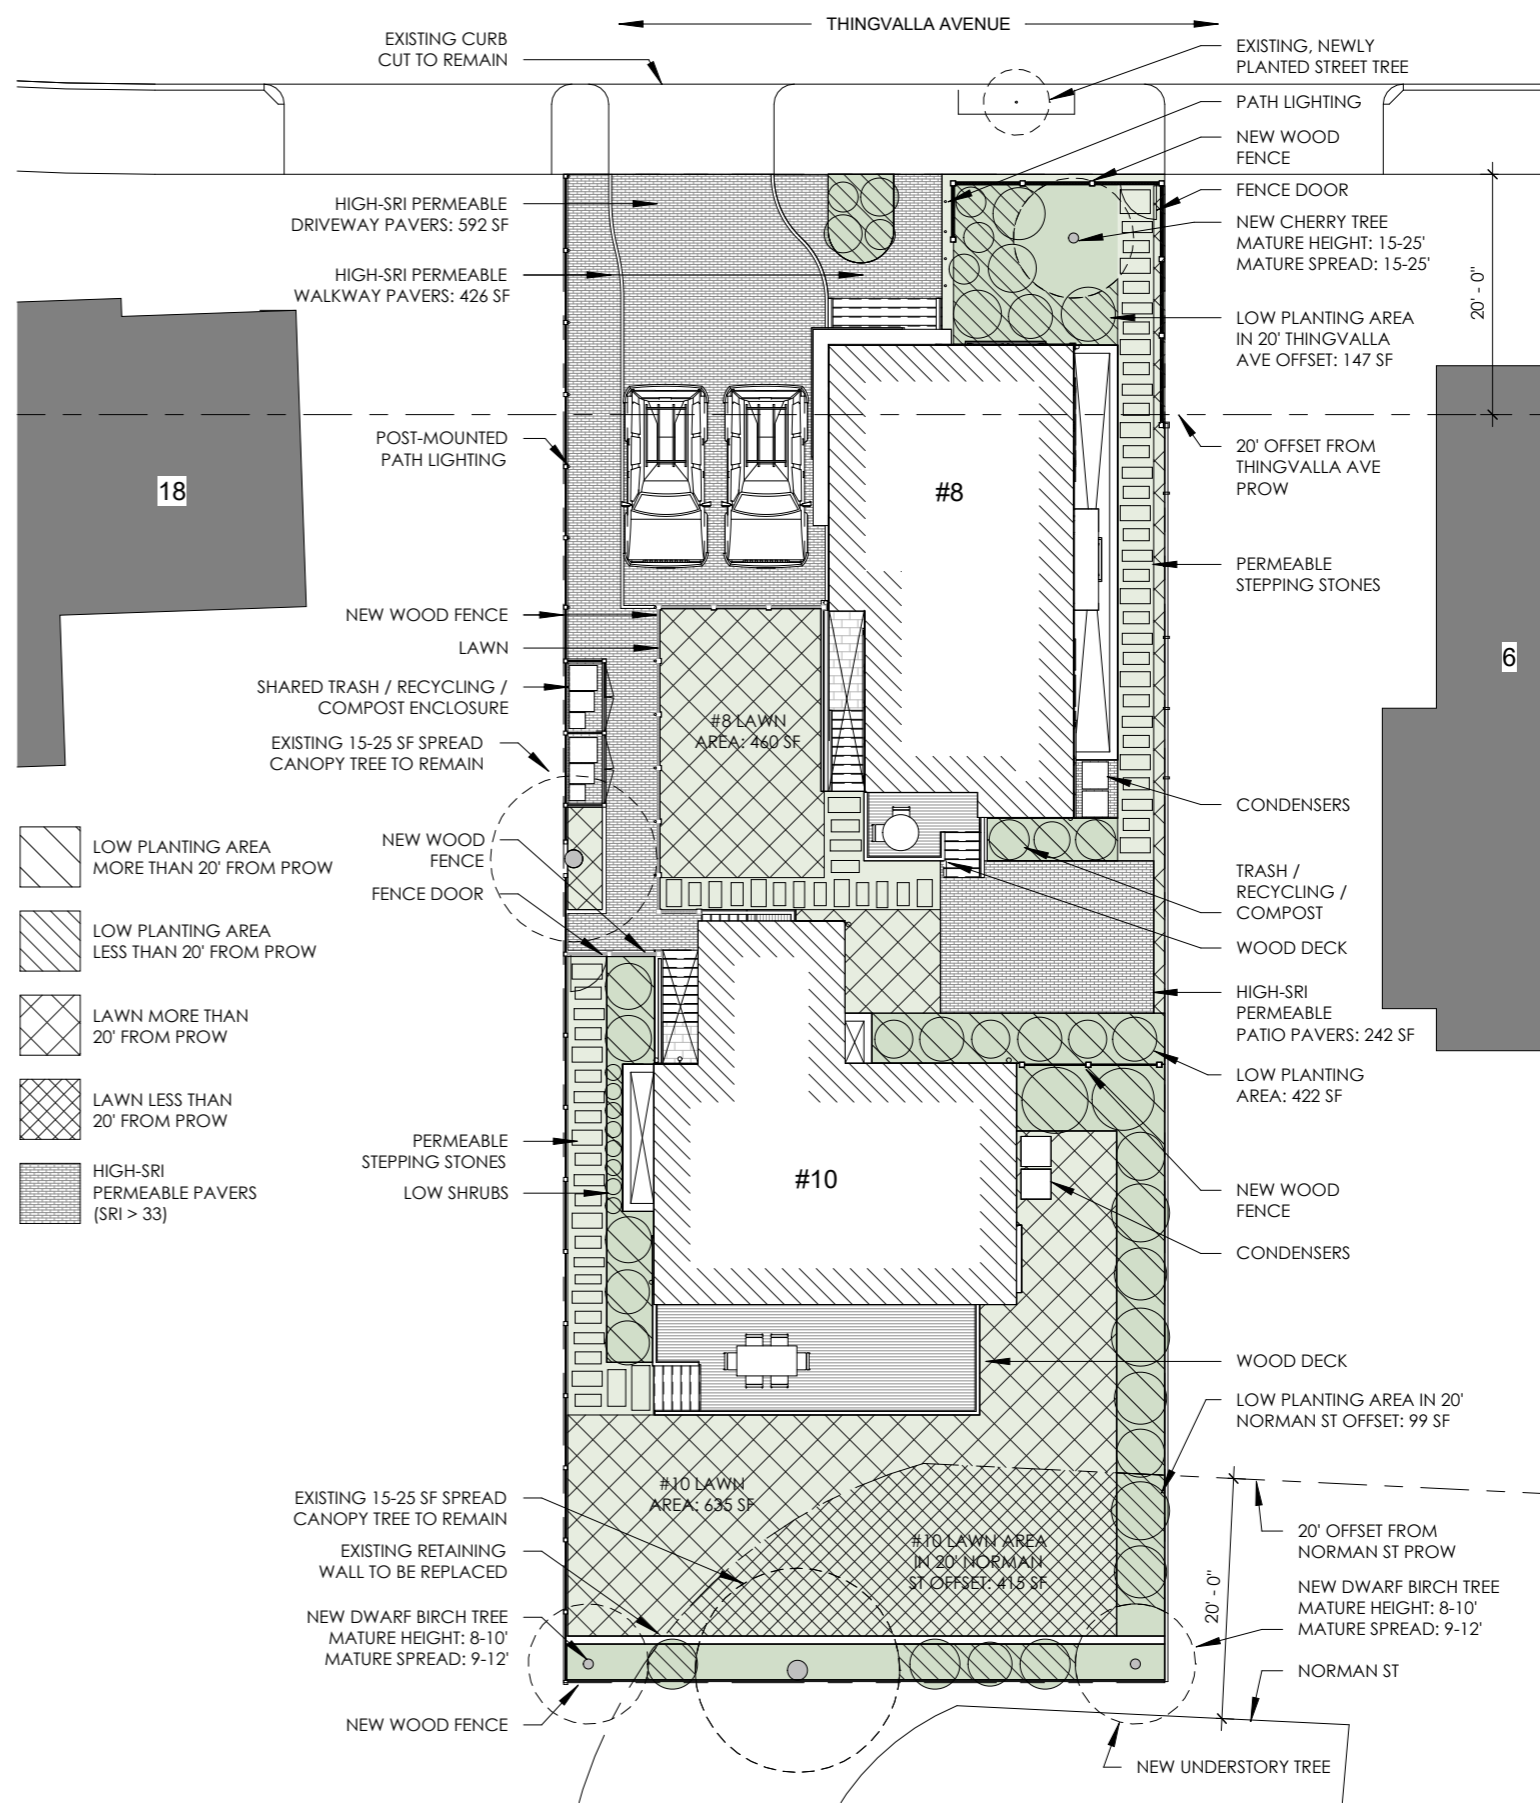 THINGVALLA AVENUE
EXISTING CURB
CUT TO REMAIN
EXISTING, NEWLY
PLANTED STREET TREE
PATH LIGHTING
NEW WOOD
FENCE
FENCE DOOR
NEW CHERRY TREE
MATURE HEIGHT: 15-25'
MATURE SPREAD: 15-25'
20' - 0"
HIGH-SRI PERMEABLE
DRIVEWAY PAVERS: 592 SF
HIGH-SRI PERMEABLE
WALKWAY PAVERS: 426 SF
LOW PLANTING AREA
IN 20' THINGVALLA
AVE OFFSET: 147 SF
POST-MOUNTED
PATH LIGHTING
20' OFFSET FROM
THINGVALLA AVE
PROW
18
#8
6
PERMEABLE
STEPPING STONES
NEW WOOD FENCE
LAWN
SHARED TRASH / RECYCLING /
COMPOST ENCLOSURE
#8 LAWN
AREA: 460 SF
EXISTING 15-25 SF SPREAD
CANOPY TREE TO REMAIN
CONDENSERS
NEW WOOD
FENCE
FENCE DOOR
TRASH /
RECYCLING /
COMPOST
WOOD DECK
HIGH-SRI
PERMEABLE
PATIO PAVERS: 242 SF
LOW PLANTING
AREA: 422 SF
LOW PLANTING AREA
MORE THAN 20' FROM PROW
LOW PLANTING AREA
LESS THAN 20' FROM PROW
LAWN MORE THAN
20' FROM PROW
LAWN LESS THAN
20' FROM PROW
HIGH-SRI
PERMEABLE PAVERS
(SRI > 33)
PERMEABLE
STEPPING STONES
LOW SHRUBS
#10
NEW WOOD
FENCE
CONDENSERS
WOOD DECK
LOW PLANTING AREA IN 20'
NORMAN ST OFFSET: 99 SF
#10 LAWN
AREA: 635 SF
#10 LAWN AREA
IN 20' NORMAN
ST OFFSET: 415 SF
EXISTING 15-25 SF SPREAD
CANOPY TREE TO REMAIN
EXISTING RETAINING
WALL TO BE REPLACED
NEW DWARF BIRCH TREE
MATURE HEIGHT: 8-10'
MATURE SPREAD: 9-12'
NEW WOOD FENCE
20' OFFSET FROM
NORMAN ST PROW
20' - 0"
NEW DWARF BIRCH TREE
MATURE HEIGHT: 8-10'
MATURE SPREAD: 9-12'
NORMAN ST
NEW UNDERSTORY TREE